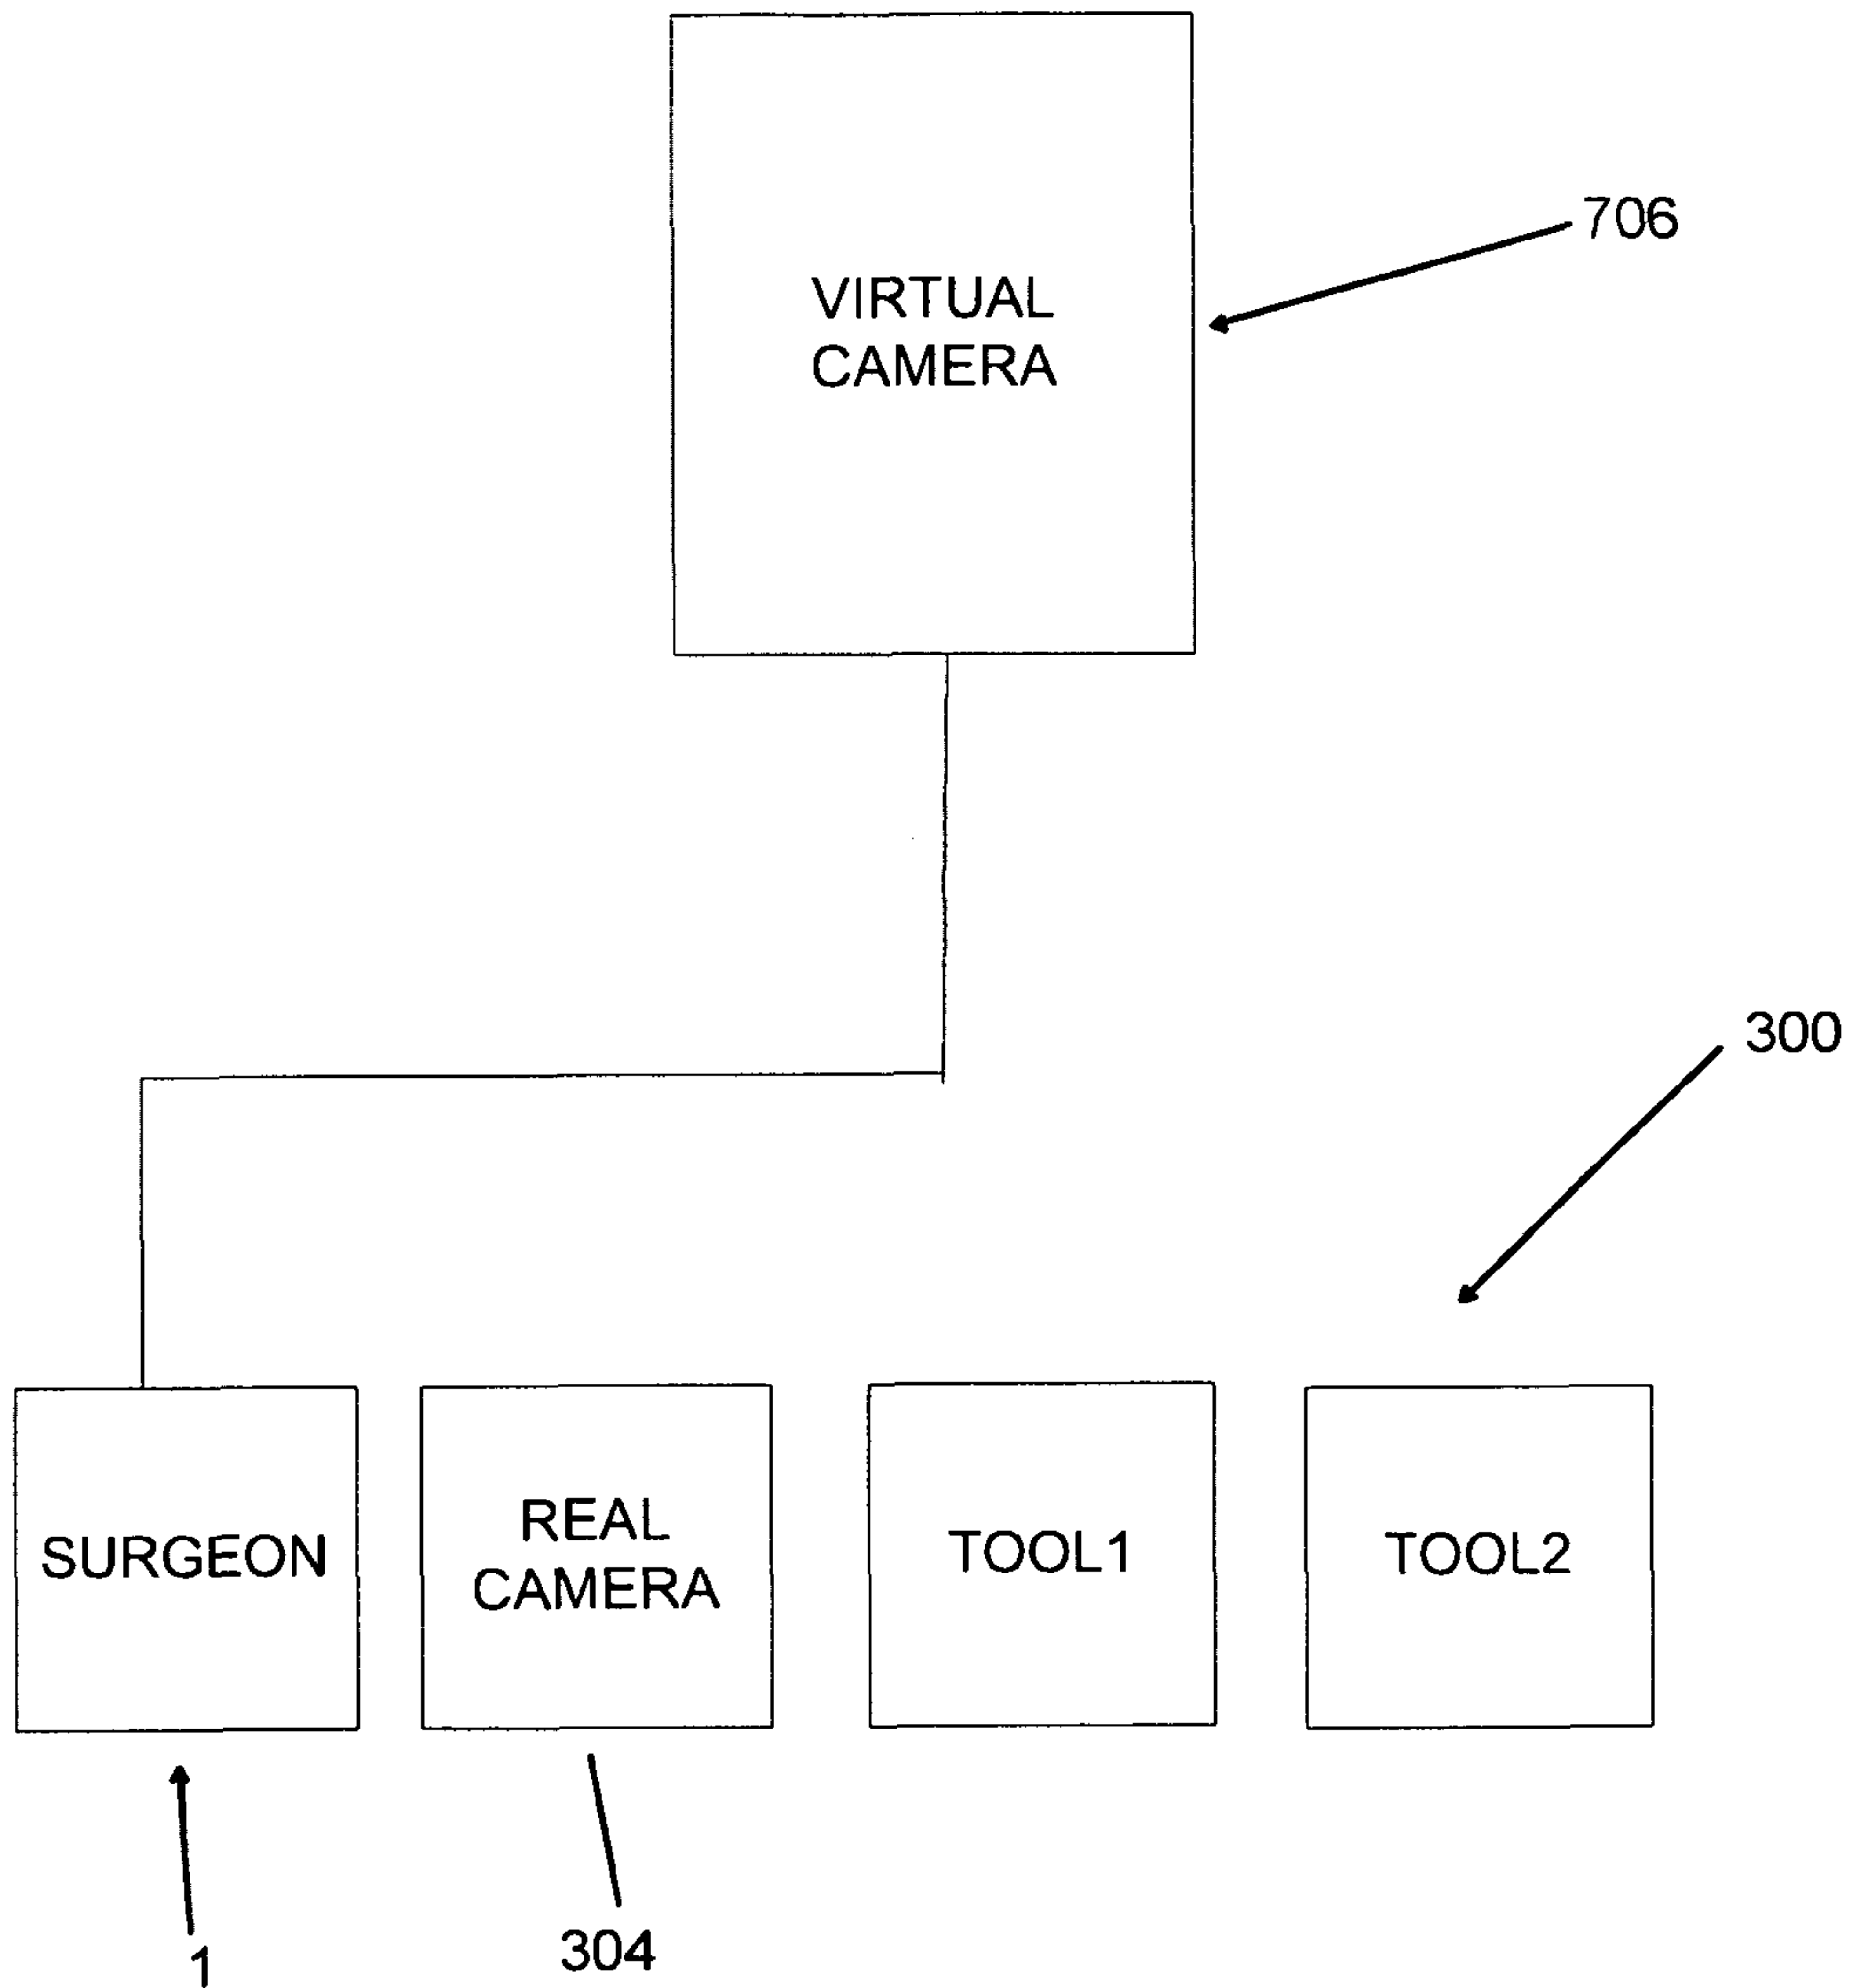 VIRTUAL
CAMERA
706
300
SURGEON
REAL
CAMERA
TOOL1
TOOL2
1
304